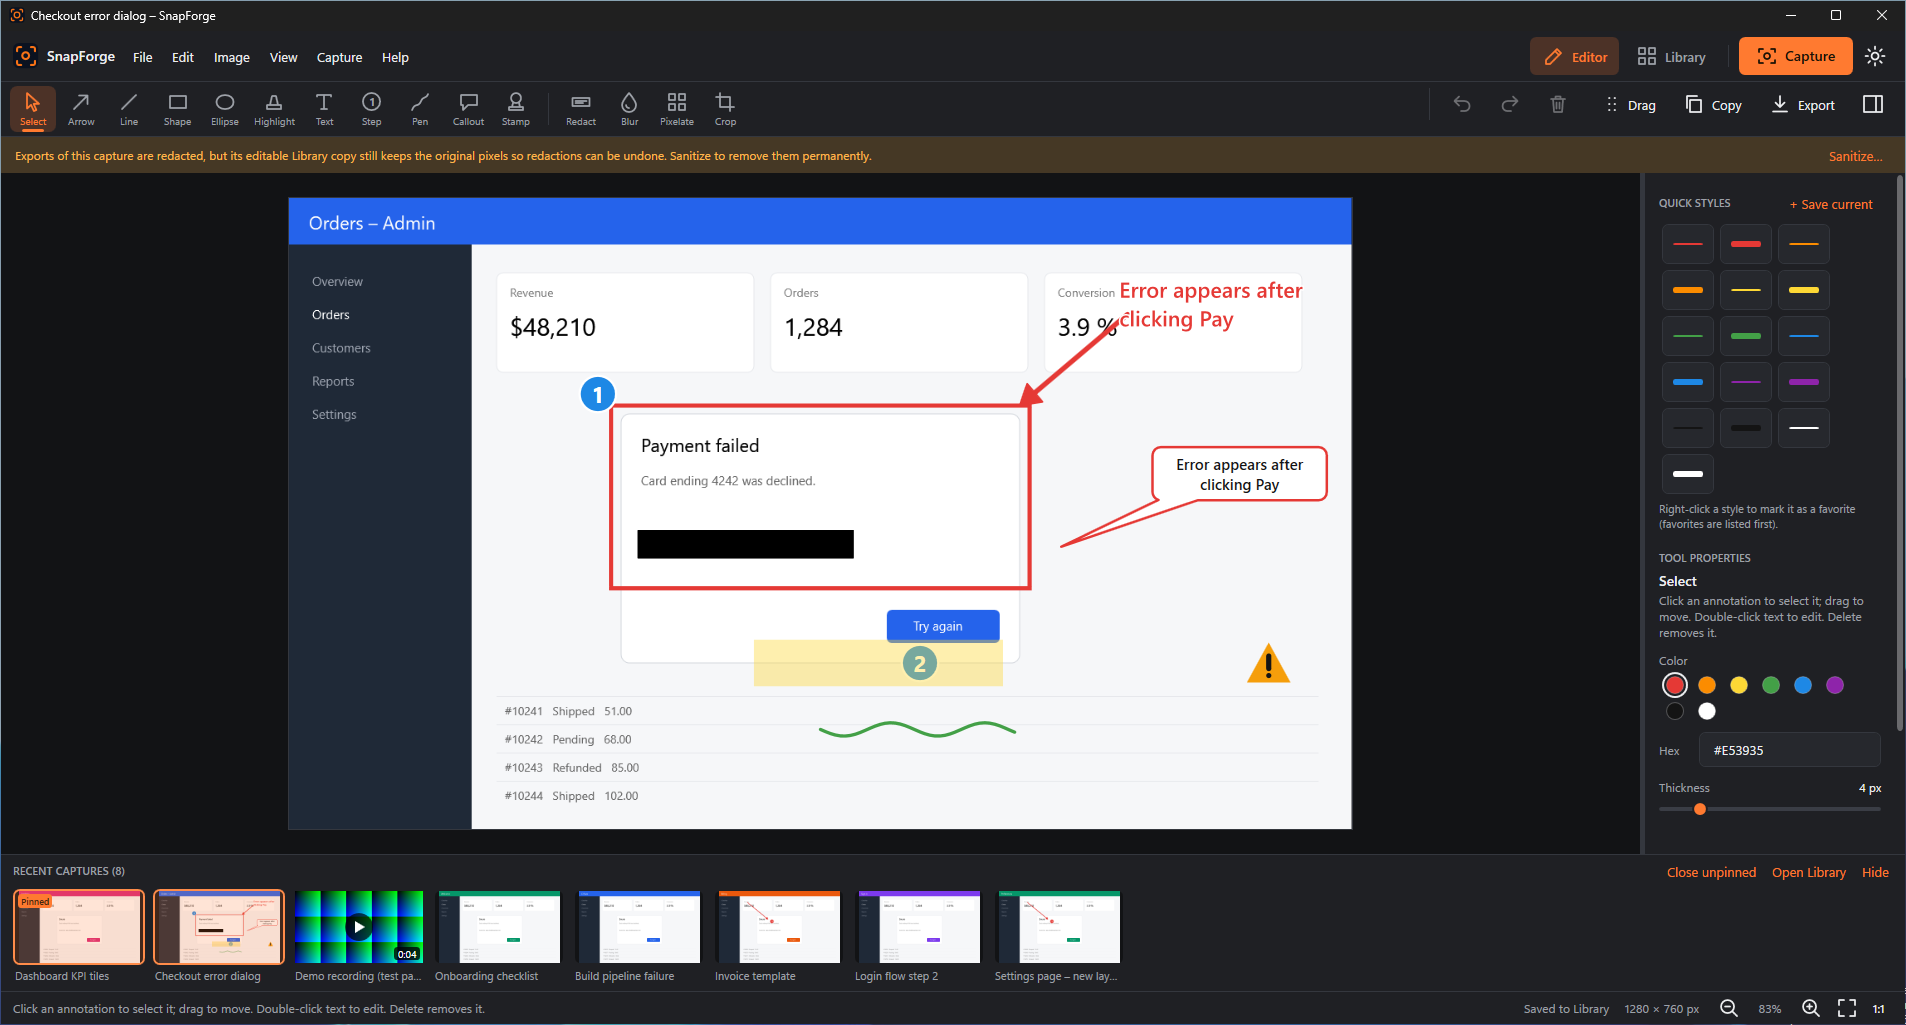 Checkout error dialog – SnapForge
SnapForge File Edit Image View Capture Help
Editor Library Capture
Select Arrow Line Shape Ellipse Highlight Text Step Pen Callout Stamp Redact Blur Pixelate Crop
Drag Copy Export
Exports of this capture are redacted, but its editable Library copy still keeps the original pixels so redactions can be undone. Sanitize to remove them permanently.
Sanitize...
Orders – Admin
Overview
Orders
Customers
Reports
Settings
Revenue
$48,210
Orders
1,284
Conversion
3.9 %
Error appears after
clicking Pay
1
Payment failed
Card ending 4242 was declined.
Error appears after
clicking Pay
Try again
2
#10241 Shipped 51.00
#10242 Pending 68.00
#10243 Refunded 85.00
#10244 Shipped 102.00
QUICK STYLES
+ Save current
Right-click a style to mark it as a favorite
(favorites are listed first).
TOOL PROPERTIES
Select
Click an annotation to select it; drag to
move. Double-click text to edit. Delete
removes it.
Color
Hex #E53935
Thickness 4 px
RECENT CAPTURES (8)
Close unpinned Open Library Hide
Pinned
0:04
Dashboard KPI tiles
Checkout error dialog
Demo recording (test pa...
Onboarding checklist
Build pipeline failure
Invoice template
Login flow step 2
Settings page – new lay...
Click an annotation to select it; drag to move. Double-click text to edit. Delete removes it.
Saved to Library 1280 × 760 px 83% 1:1